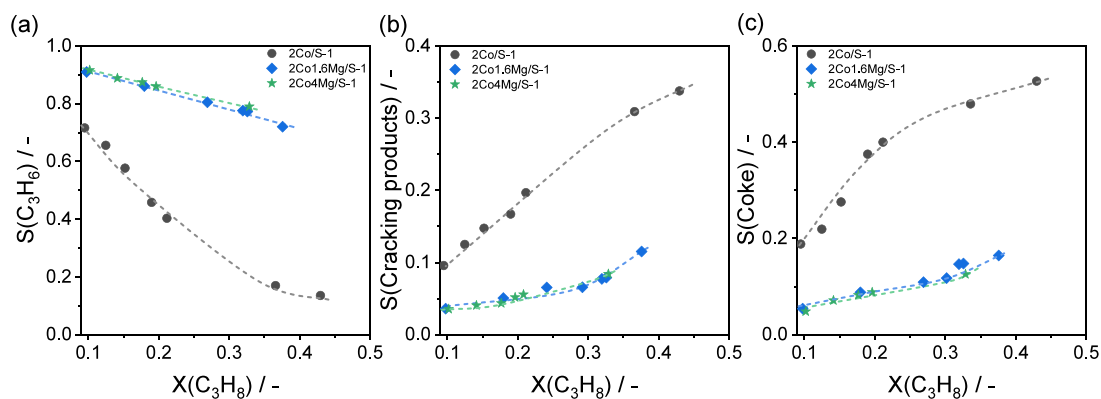 (a)
S(C₃H₆) / -
1.0
0.8
0.6
0.4
0.2
0.0
2Co/S-1
2Co1.6Mg/S-1
2Co4Mg/S-1
0.1 0.2 0.3 0.4 0.5
X(C₃H₈) / -
(b)
S(Cracking products) / -
0.4
0.3
0.2
0.1
0.0
2Co/S-1
2Co1.6Mg/S-1
2Co4Mg/S-1
0.1 0.2 0.3 0.4 0.5
X(C₃H₈) / -
(c)
S(Coke) / -
0.6
0.4
0.2
0.0
2Co/S-1
2Co1.6Mg/S-1
2Co4Mg/S-1
0.1 0.2 0.3 0.4 0.5
X(C₃H₈) / -